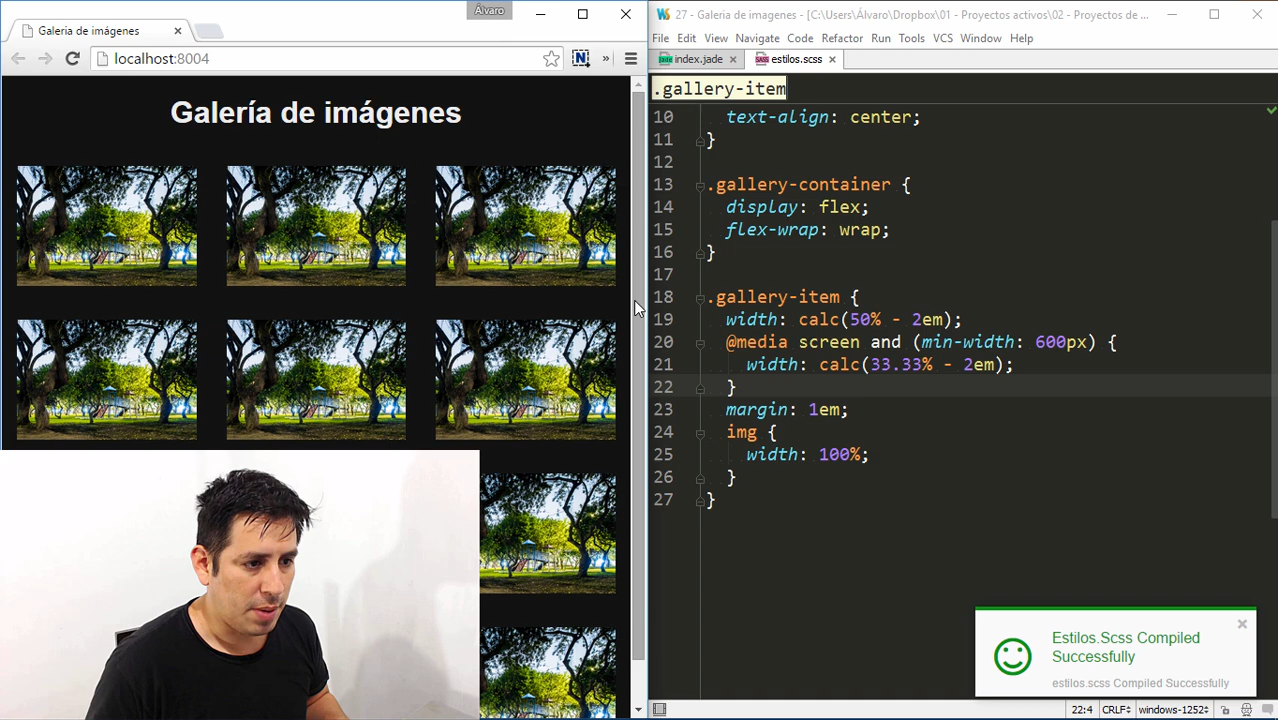 Álvaro
Galería de imágenes
localhost:8004
N
Galería de imágenes
27 - Galeria de imagenes - [C:\Users\Álvaro\Dropbox\01 - Proyectos activos\02 - Proyectos de ...
File Edit View Navigate Code Refactor Run Tools VCS Window Help
index.jade
estilos.scss
.gallery-item
10 text-align: center;
11 }
12
13 .gallery-container {
14 display: flex;
15 flex-wrap: wrap;
16 }
17
18 .gallery-item {
19 width: calc(50% - 2em);
20 @media screen and (min-width: 600px) {
21 width: calc(33.33% - 2em);
22 }
23 margin: 1em;
24 img {
25 width: 100%;
26 }
27 }
Estilos.Scss Compiled
Successfully
estilos.scss Compiled Successfully
22:4 CRLF windows-1252